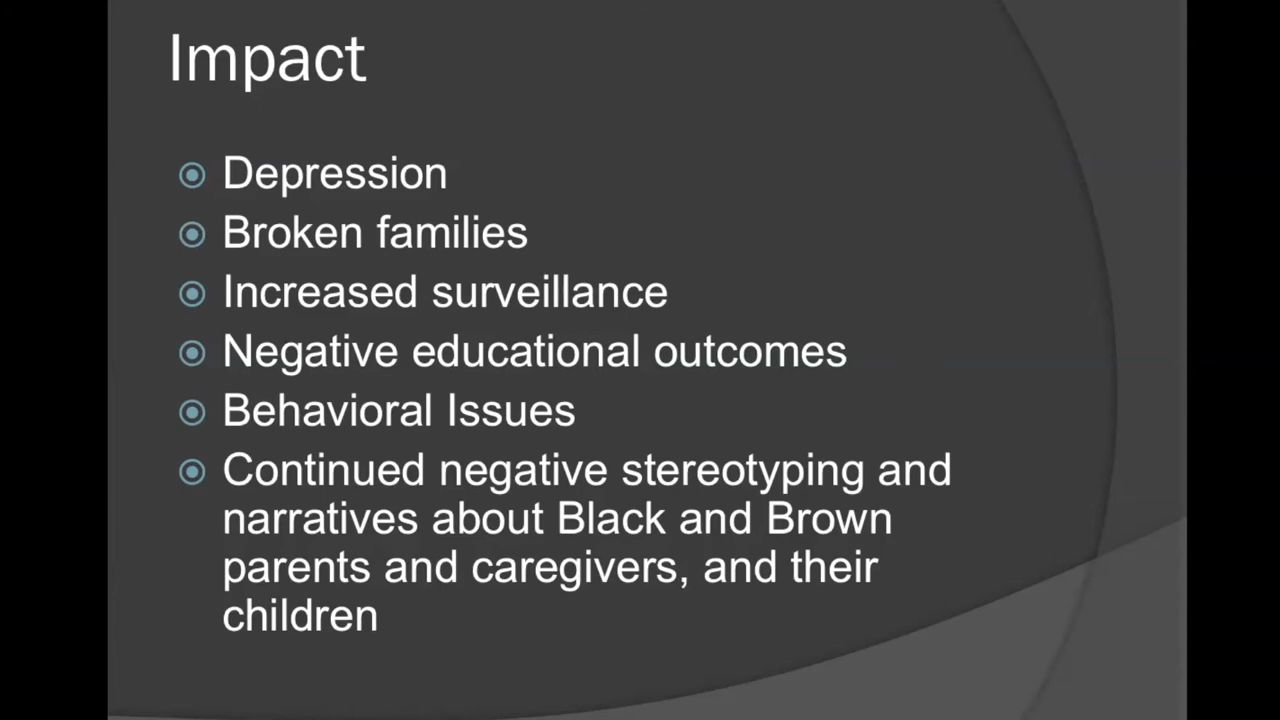 Impact
Depression
Broken families
Increased surveillance
Negative educational outcomes
Behavioral Issues
Continued negative stereotyping and
narratives about Black and Brown
parents and caregivers, and their
children